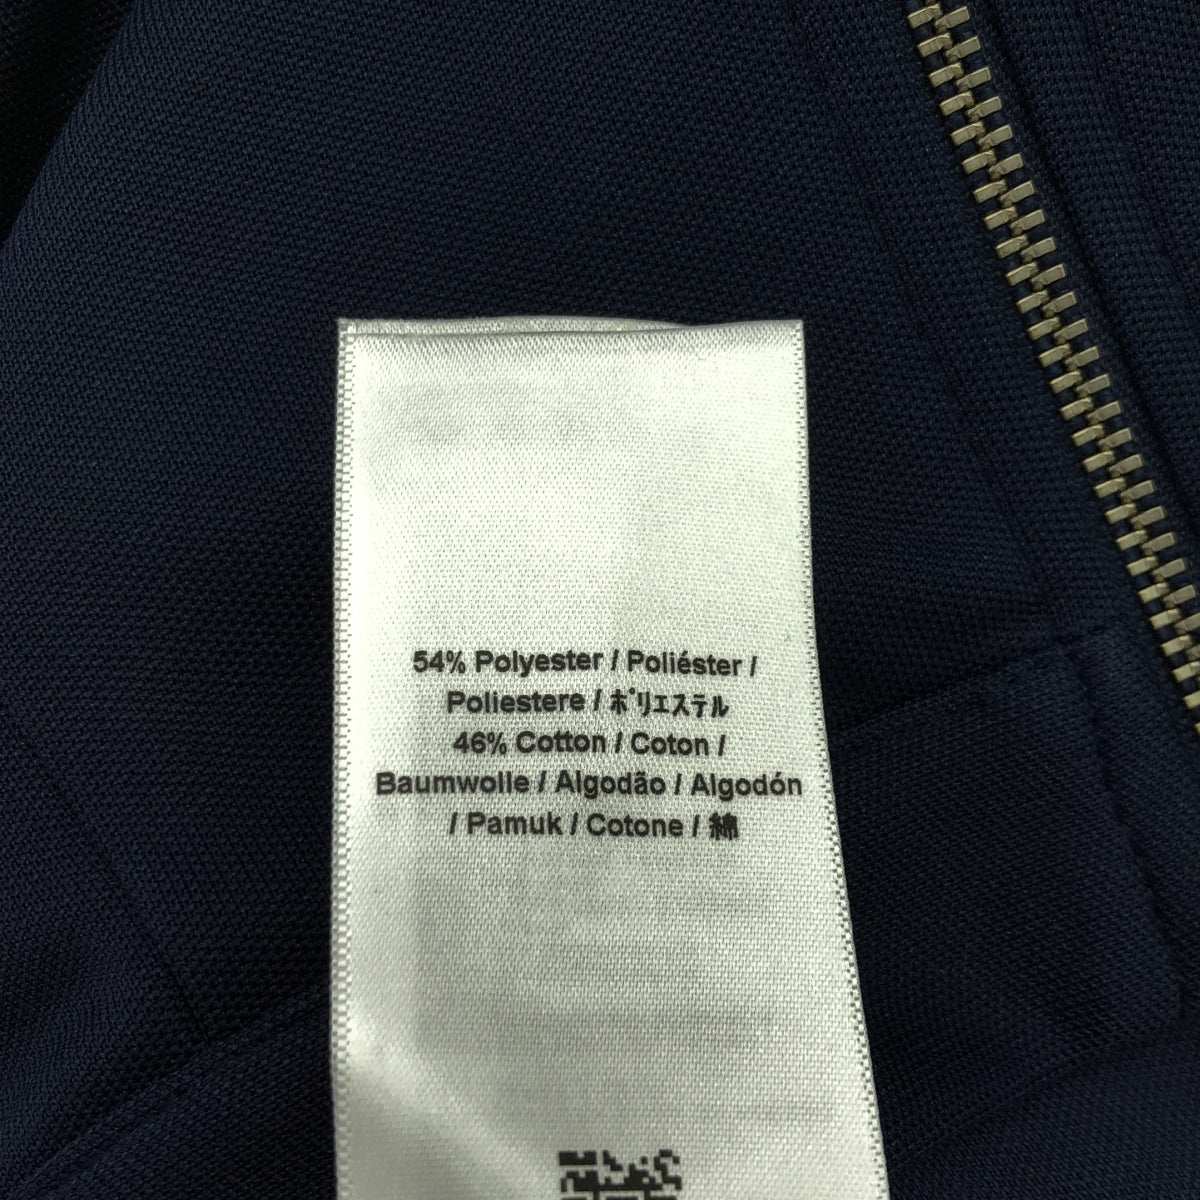 54% Polyester / Poliéster /
Poliestere / ポリエステル
46% Cotton / Coton /
Baumwolle / Algodão / Algodón
/ Pamuk / Cotone / 綿